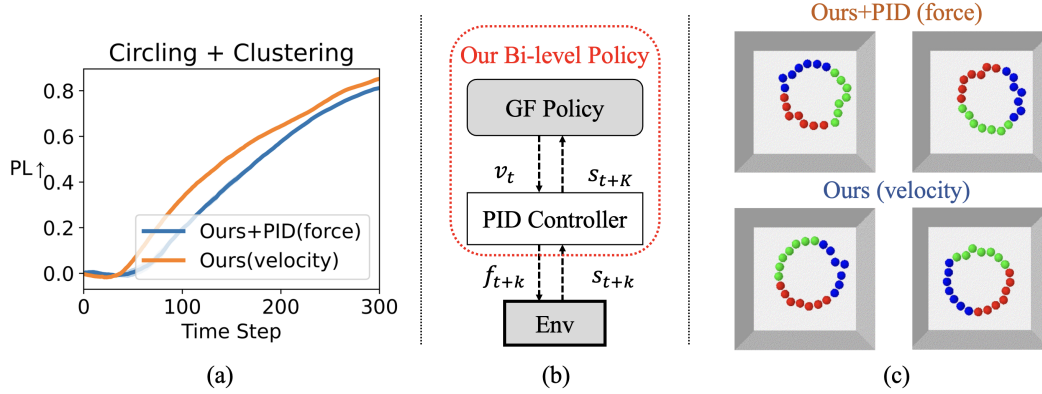 Circling + Clustering
PL↑
0.8
0.6
0.4
0.2
0.0
Ours+PID(force)
Ours(velocity)
0
100
200
300
Time Step
(a)
Our Bi-level Policy
GF Policy
v_t
s_{t+K}
PID Controller
f_{t+k}
s_{t+k}
Env
(b)
Ours+PID (force)
Ours (velocity)
(c)